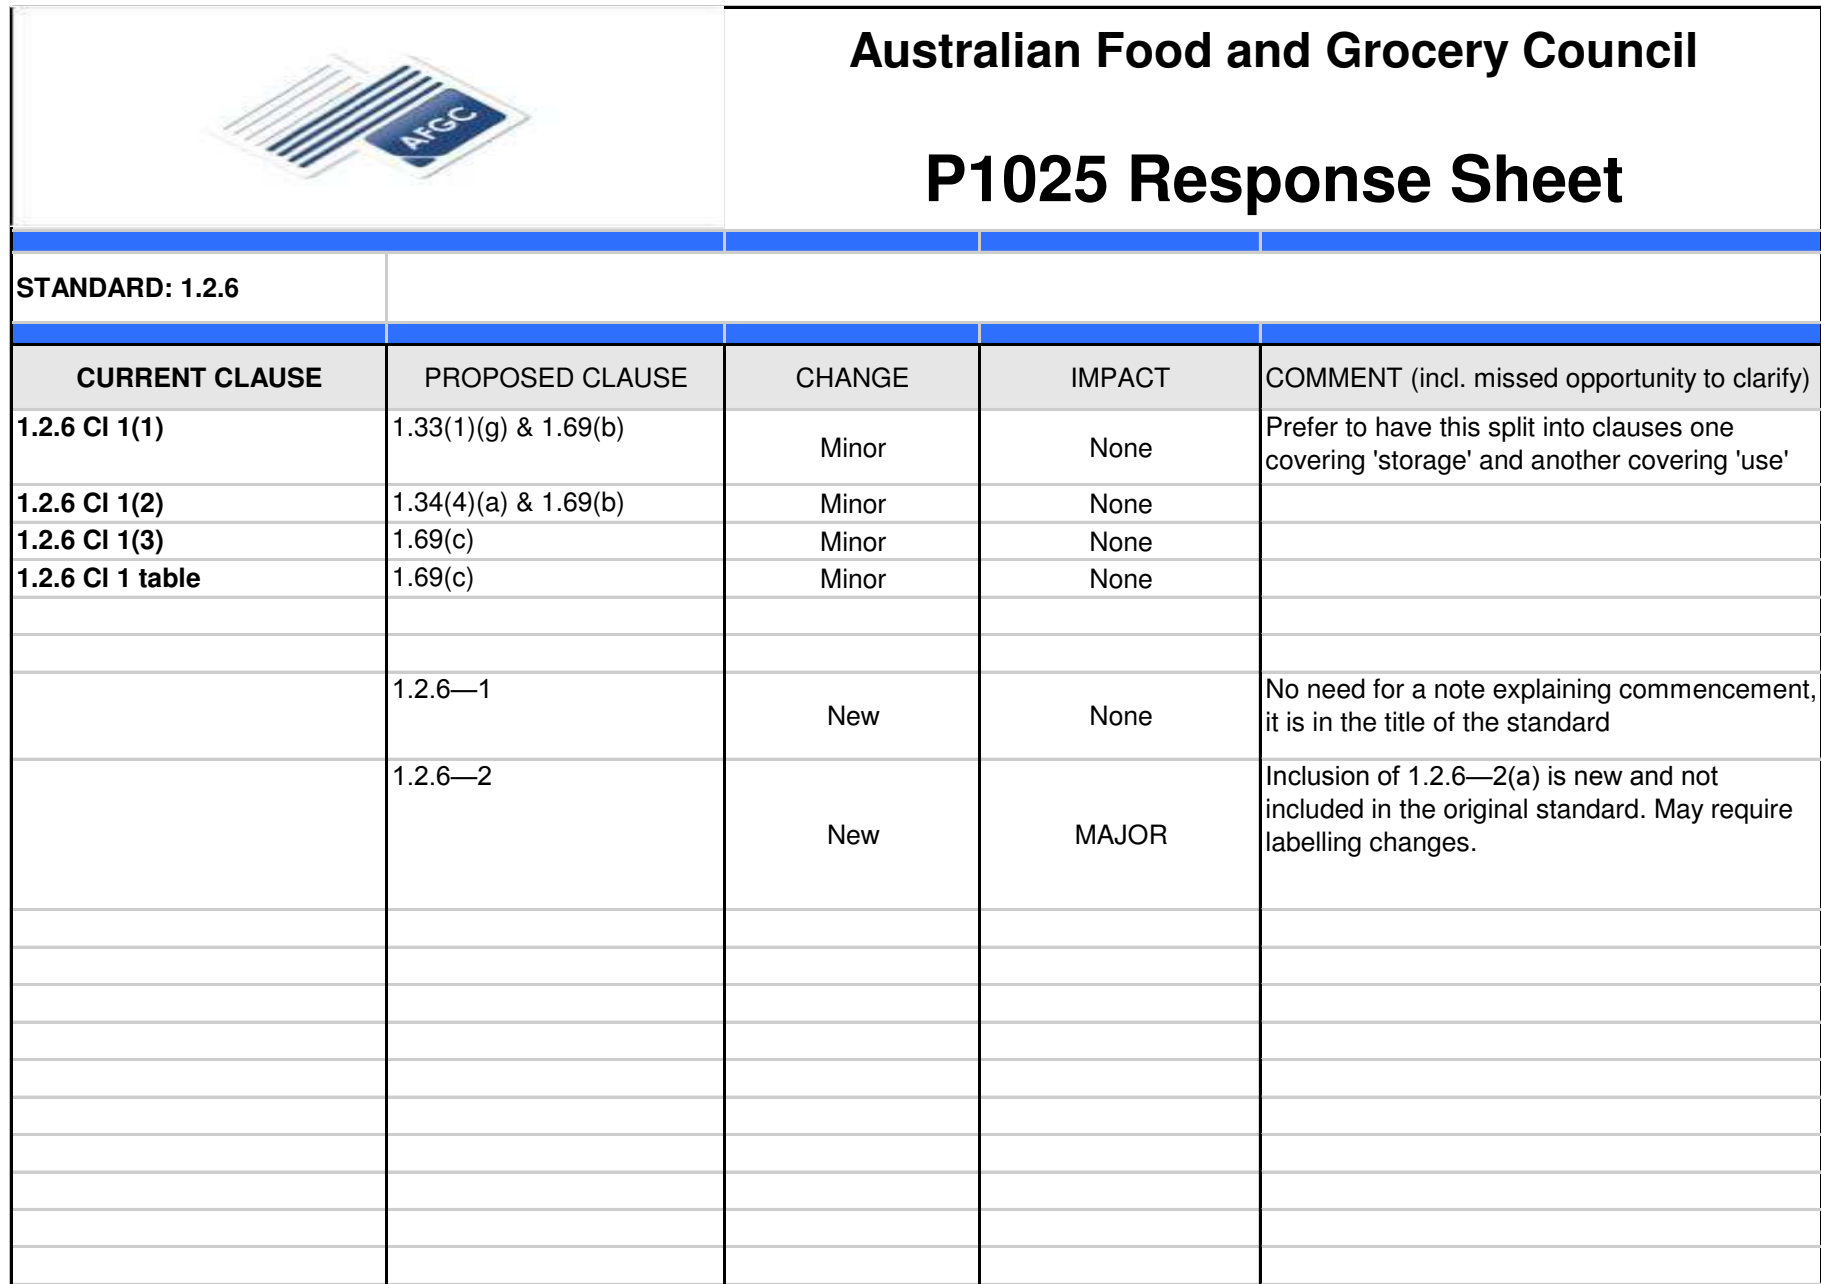 AFGC
Australian Food and Grocery Council
P1025 Response Sheet
STANDARD: 1.2.6
CURRENT CLAUSE PROPOSED CLAUSE CHANGE IMPACT COMMENT (incl. missed opportunity to clarify)
1.2.6 Cl 1(1) 1.33(1)(g) & 1.69(b) Minor None Prefer to have this split into clauses one
covering 'storage' and another covering 'use'
1.2.6 Cl 1(2) 1.34(4)(a) & 1.69(b) Minor None
1.2.6 Cl 1(3) 1.69(c) Minor None
1.2.6 Cl 1 table 1.69(c) Minor None
1.2.6—1 New None No need for a note explaining commencement,
it is in the title of the standard
1.2.6—2 New MAJOR Inclusion of 1.2.6—2(a) is new and not
included in the original standard. May require
labelling changes.